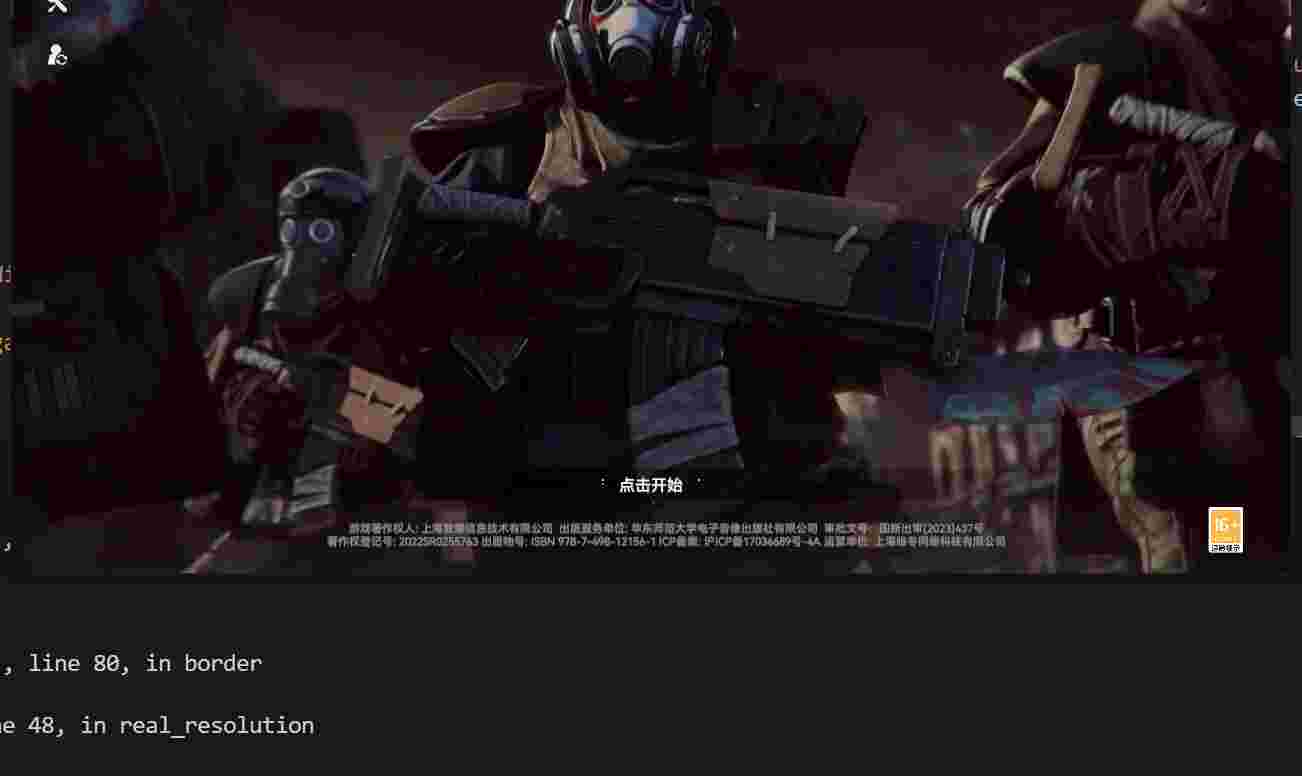 点击开始
游戏著作权人: 上海散爆信息技术有限公司 出版服务单位: 华东师范大学电子音像出版社有限公司 审批文号: 国新出审[2023]437号
著作权登记号: 2022SR0255763 出版物号: ISBN 978-7-498-12156-1 ICP备案: 沪ICP备17036689号-4A 运营单位: 上海 网络科技有限公司
16+
适龄提示
, line 80, in border
e 48, in real_resolution